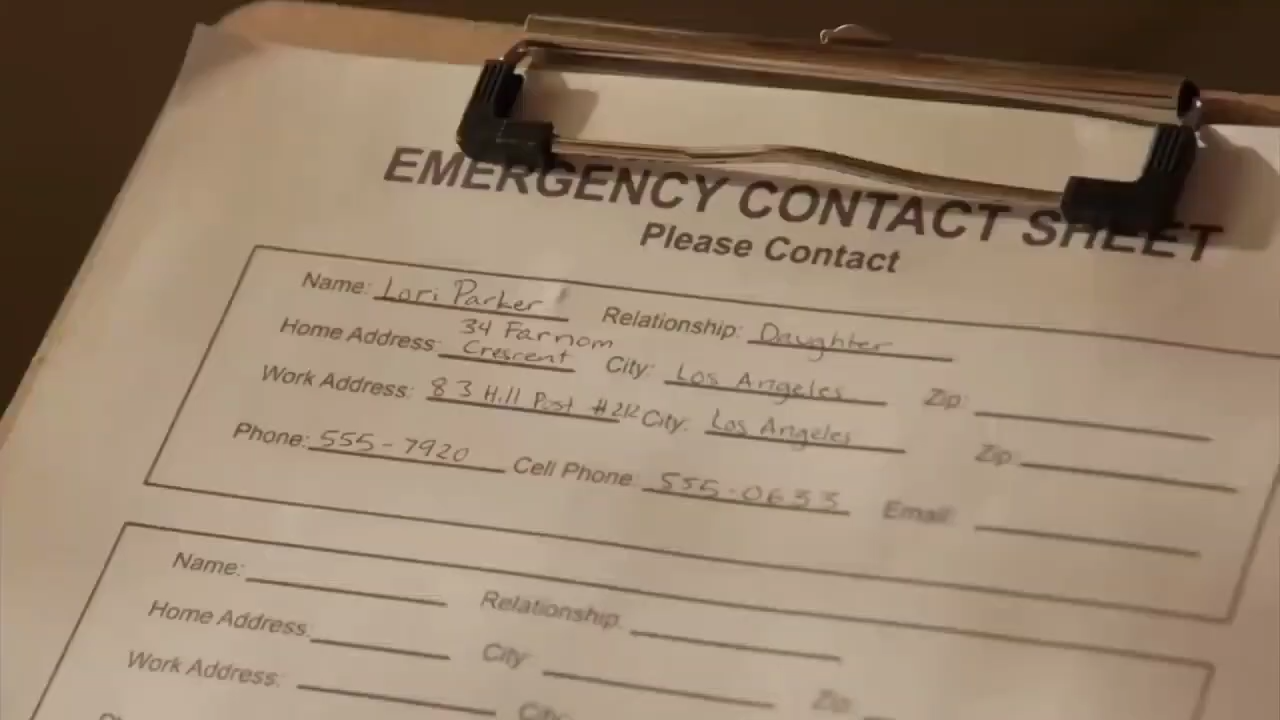 EMERGENCY CONTACT SHEET
Please Contact
Name: Lori Parker Relationship: Daughter
Home Address: 34 Farnom Crescent City: Los Angeles Zip:
Work Address: 83 Hill Post #212 City: Los Angeles Zip:
Phone: 555-7920 Cell Phone: 555-0633 Email:
Name: Relationship:
Home Address: City: Zip:
Work Address: City: